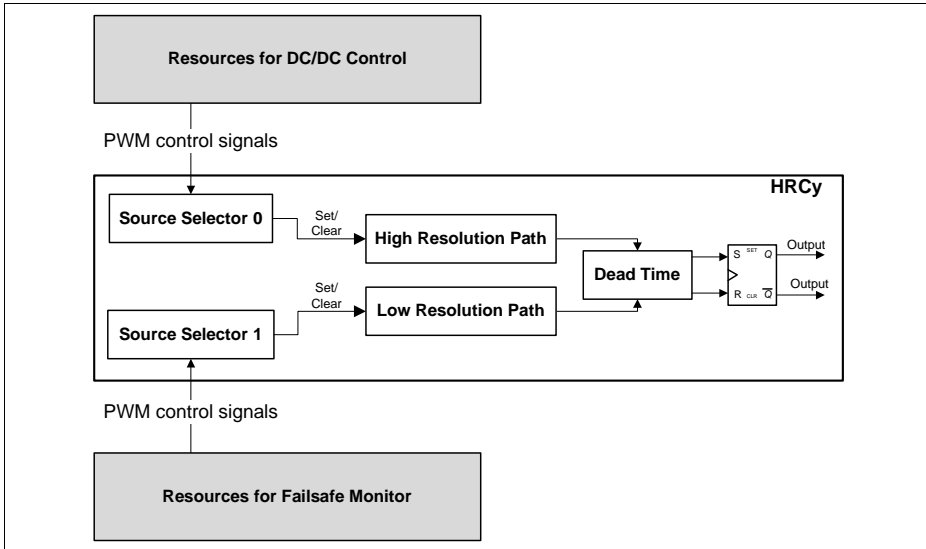 Resources for DC/DC Control
PWM control signals
HRCy
Source Selector 0
Set/
Clear
High Resolution Path
Dead Time
S SET Q
R CLR Q
Output
Output
Source Selector 1
Set/
Clear
Low Resolution Path
PWM control signals
Resources for Failsafe Monitor